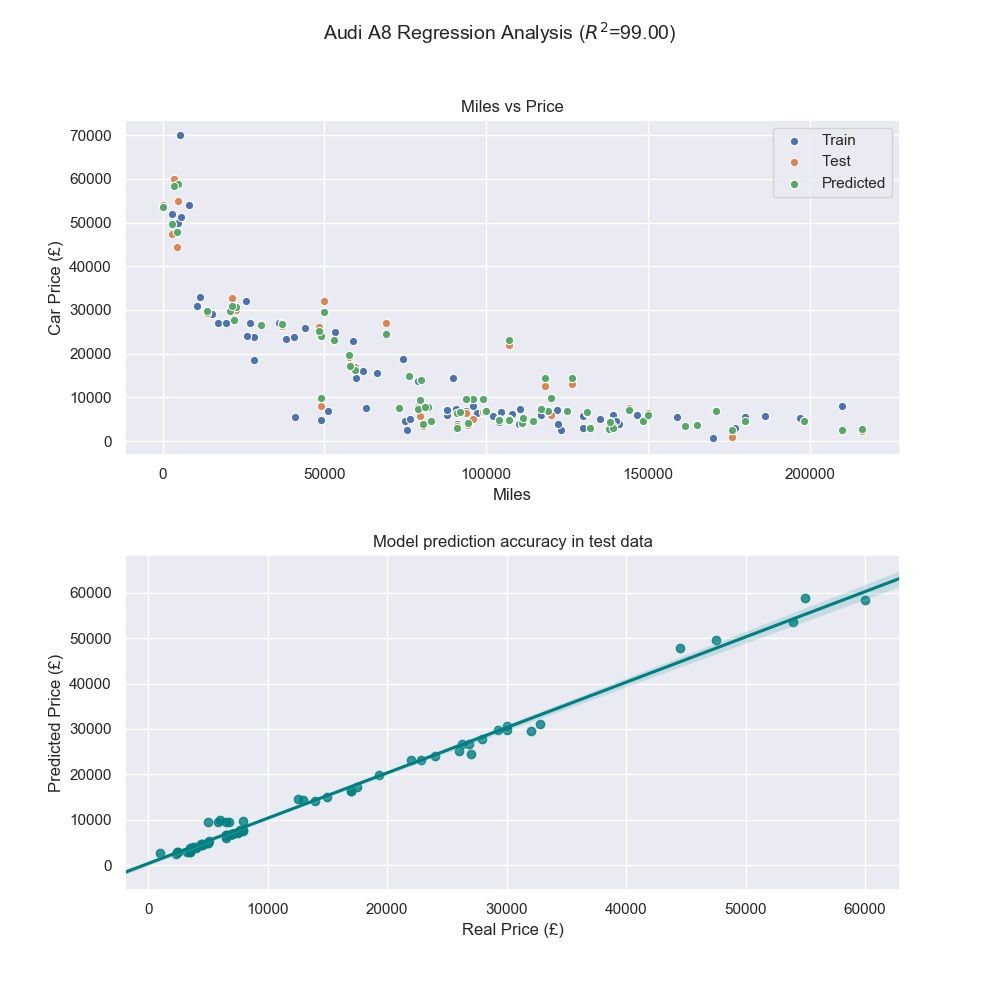 Audi A8 Regression Analysis (R²=99.00)
Miles vs Price
Car Price (£)
70000
60000
50000
40000
30000
20000
10000
0
Train
Test
Predicted
0 50000 100000 150000 200000
Miles
Model prediction accuracy in test data
Predicted Price (£)
60000
50000
40000
30000
20000
10000
0
0 10000 20000 30000 40000 50000 60000
Real Price (£)